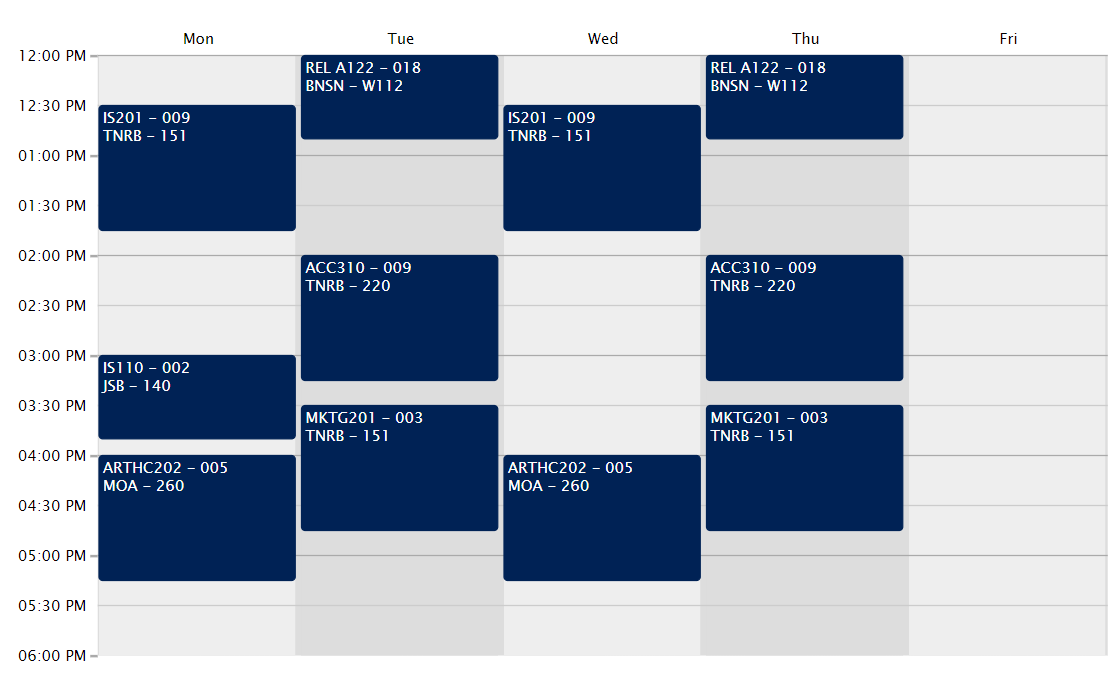 Mon Tue Wed Thu Fri
12:00 PM
REL A122 – 018
BNSN – W112
REL A122 – 018
BNSN – W112
12:30 PM
IS201 – 009
TNRB – 151
IS201 – 009
TNRB – 151
01:00 PM
01:30 PM
02:00 PM
ACC310 – 009
TNRB – 220
ACC310 – 009
TNRB – 220
02:30 PM
03:00 PM
IS110 – 002
JSB – 140
03:30 PM
MKTG201 – 003
TNRB – 151
MKTG201 – 003
TNRB – 151
04:00 PM
ARTHC202 – 005
MOA – 260
ARTHC202 – 005
MOA – 260
04:30 PM
05:00 PM
05:30 PM
06:00 PM